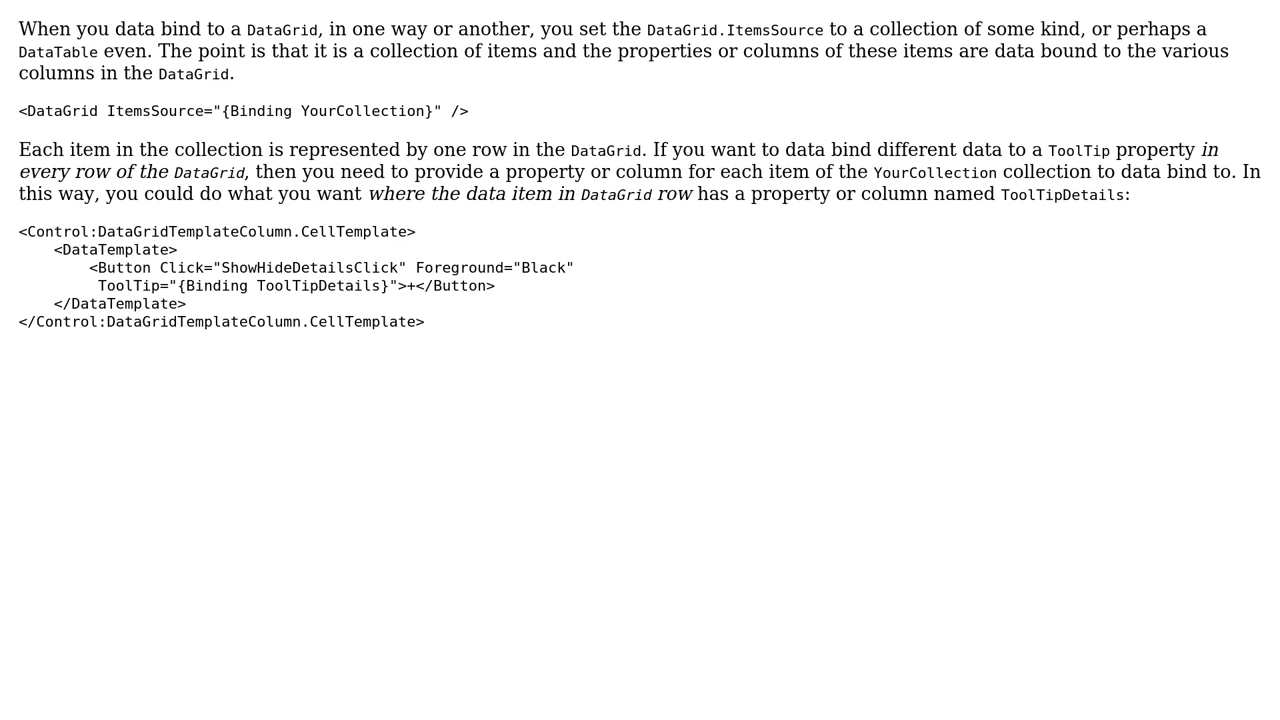 When you data bind to a DataGrid, in one way or another, you set the DataGrid.ItemsSource to a collection of some kind, or perhaps a
DataTable even. The point is that it is a collection of items and the properties or columns of these items are data bound to the various
columns in the DataGrid.
<DataGrid ItemsSource="{Binding YourCollection}" />
Each item in the collection is represented by one row in the DataGrid. If you want to data bind different data to a ToolTip property in
every row of the DataGrid, then you need to provide a property or column for each item of the YourCollection collection to data bind to. In
this way, you could do what you want where the data item in DataGrid row has a property or column named ToolTipDetails:
<Control:DataGridTemplateColumn.CellTemplate>
    <DataTemplate>
        <Button Click="ShowHideDetailsClick" Foreground="Black"
         ToolTip="{Binding ToolTipDetails}">+</Button>
    </DataTemplate>
</Control:DataGridTemplateColumn.CellTemplate>